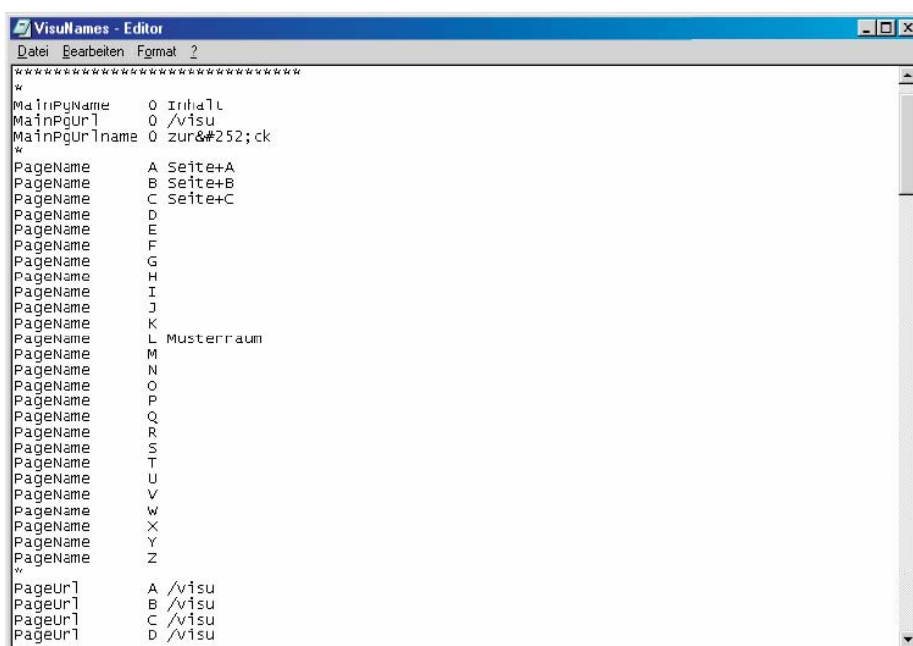 VisuNames - Editor
Datei Bearbeiten Format ?
******************************
*
MainPgName 0 Inhalt
MainPgUrl 0 /visu
MainPgUrlname 0 zur&#252;ck
*
PageName A Seite+A
PageName B Seite+B
PageName C Seite+C
PageName D
PageName E
PageName F
PageName G
PageName H
PageName I
PageName J
PageName K
PageName L Musterraum
PageName M
PageName N
PageName O
PageName P
PageName Q
PageName R
PageName S
PageName T
PageName U
PageName V
PageName W
PageName X
PageName Y
PageName Z
*
PageUrl A /visu
PageUrl B /visu
PageUrl C /visu
PageUrl D /visu